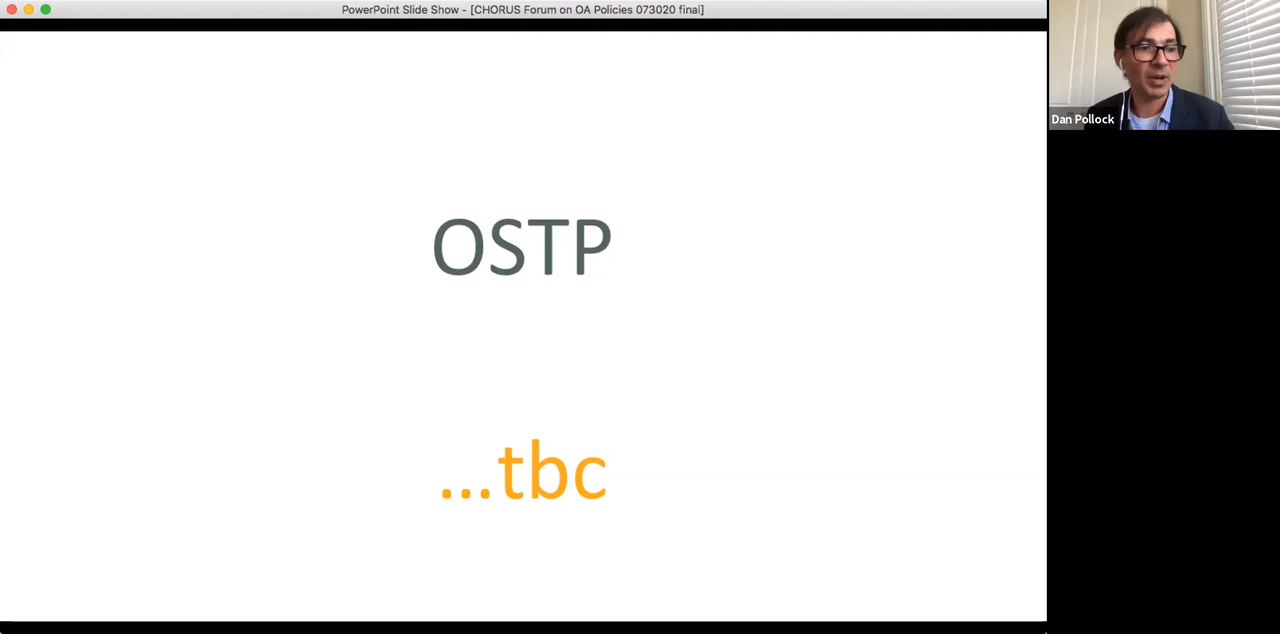 PowerPoint Slide Show - [CHORUS Forum on OA Policies 073020 final]
OSTP
...tbc
Dan Pollock